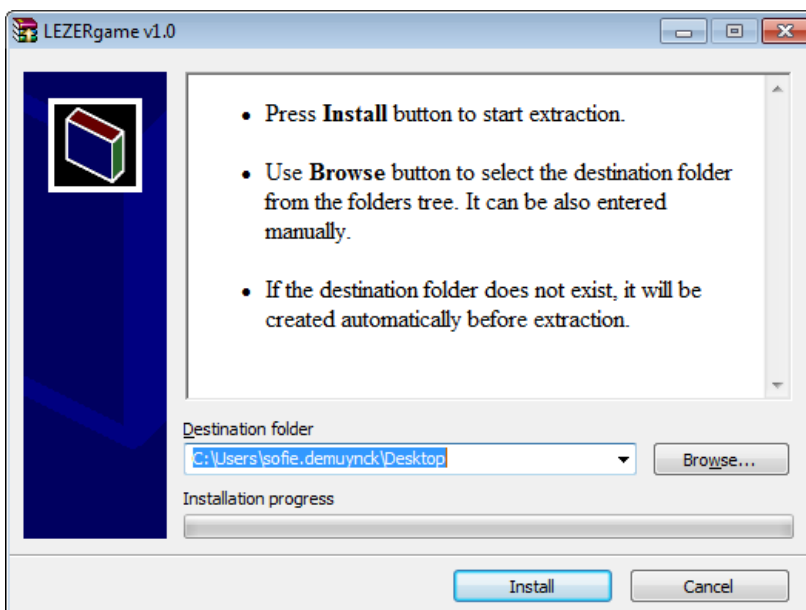 LEZERgame v1.0
• Press Install button to start extraction.
• Use Browse button to select the destination folder
from the folders tree. It can be also entered
manually.
• If the destination folder does not exist, it will be
created automatically before extraction.
Destination folder
C:\Users\sofie.demuynck\Desktop
Browse...
Installation progress
Install
Cancel